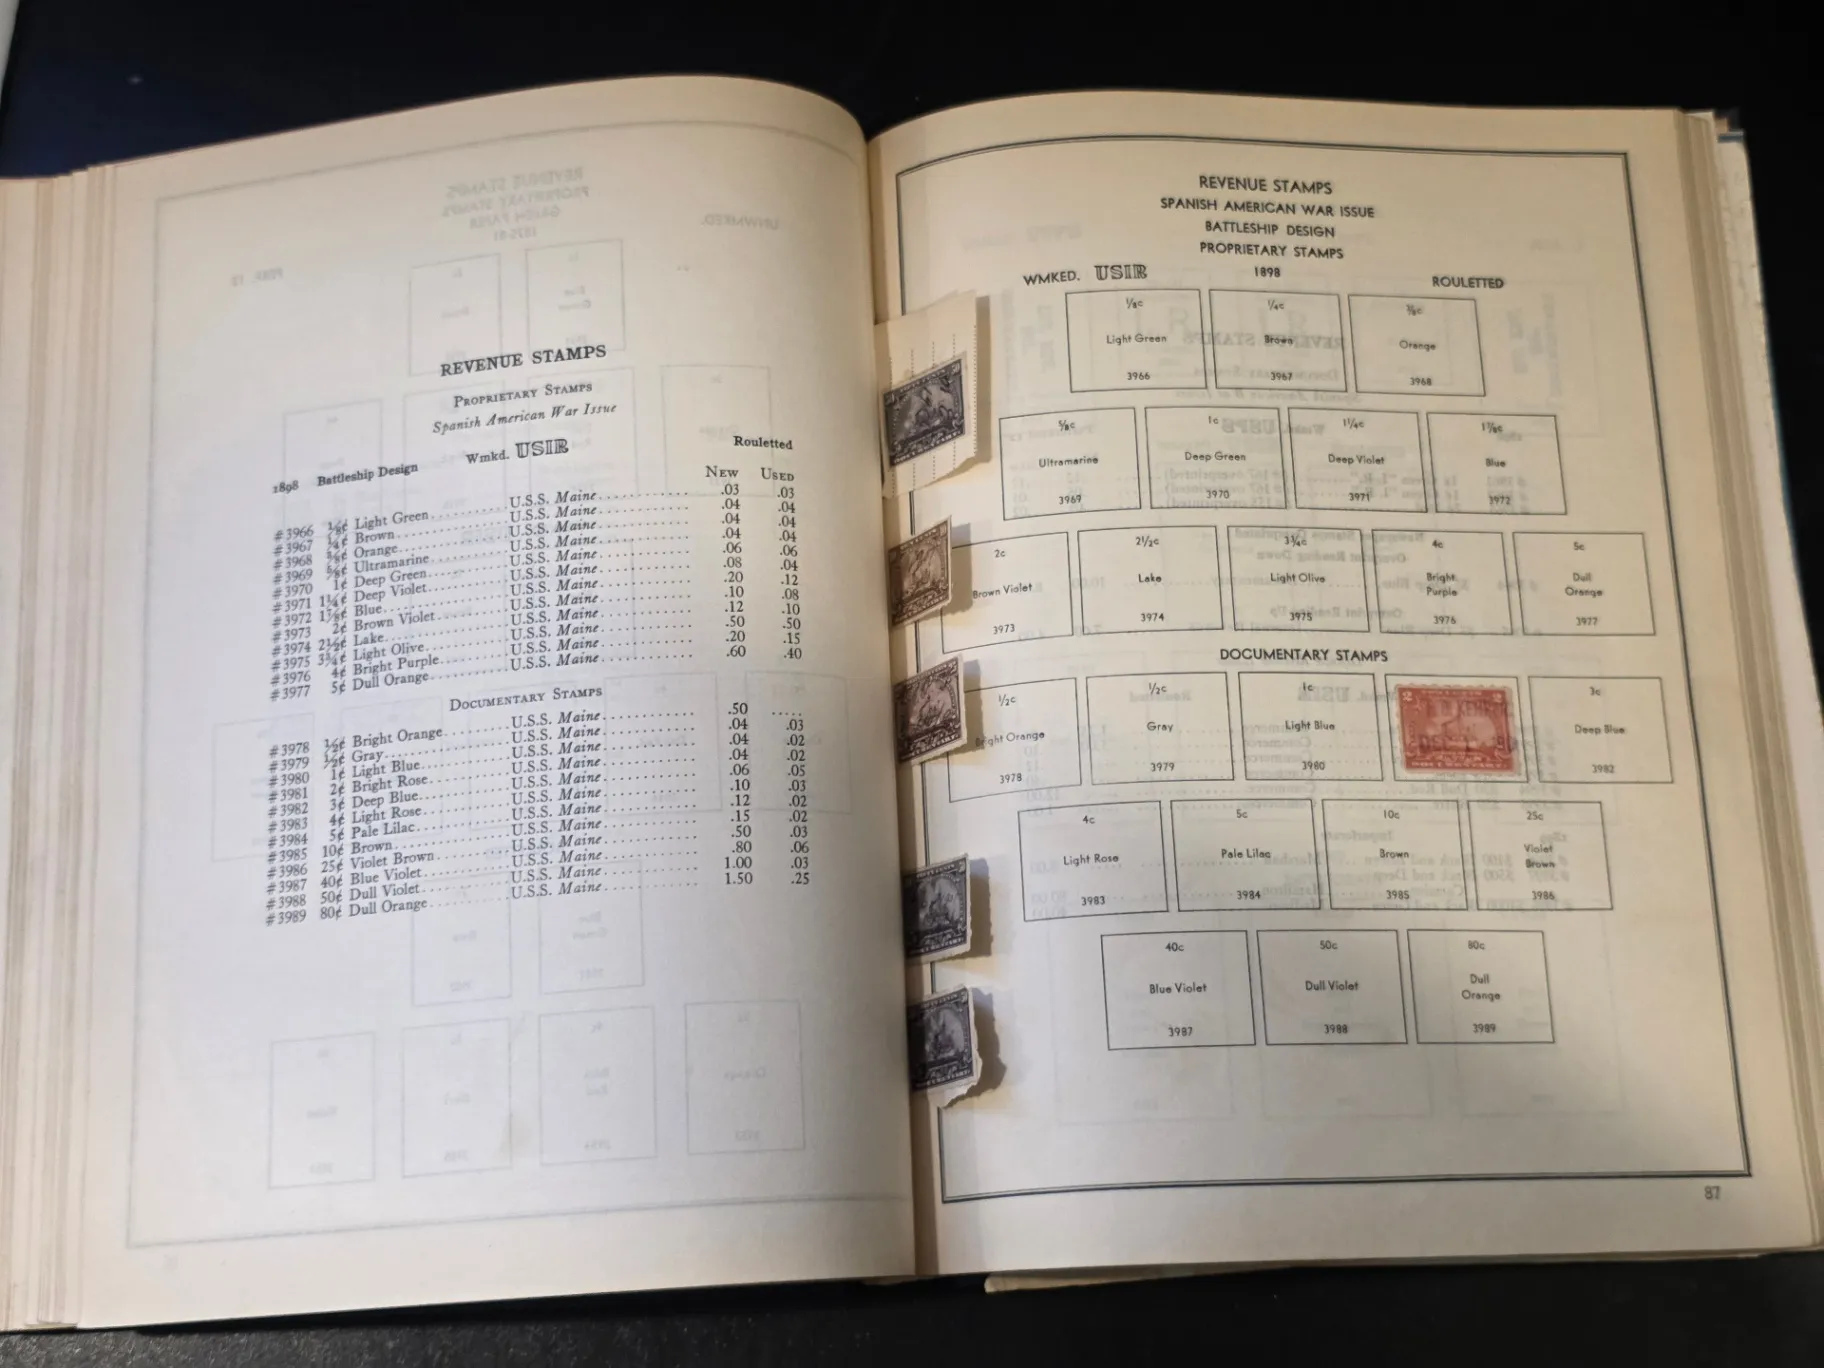 REVENUE STAMPS
PROPRIETARY STAMPS
Spanish American War Issue
1898 Battleship Design Wmkd. USIR Rouletted
NEW USED
#3966 ⅛¢ Light Green U.S.S. Maine .03 .03
#3967 ¼¢ Brown U.S.S. Maine .04 .04
#3968 ⅜¢ Orange U.S.S. Maine .04 .04
#3969 ⅝¢ Ultramarine U.S.S. Maine .04 .04
#3970 1¢ Deep Green U.S.S. Maine .06 .06
#3971 1¼¢ Deep Violet U.S.S. Maine .08 .04
#3972 1⅞¢ Blue U.S.S. Maine .20 .12
#3973 2¢ Brown Violet U.S.S. Maine .10 .08
#3974 2½¢ Lake U.S.S. Maine .12 .10
#3975 3¾¢ Light Olive U.S.S. Maine .50 .50
#3976 4¢ Bright Purple U.S.S. Maine .20 .15
#3977 5¢ Dull Orange U.S.S. Maine .60 .40
DOCUMENTARY STAMPS
#3978 ½¢ Bright Orange U.S.S. Maine .50 .....
#3979 ½¢ Gray U.S.S. Maine .04 .03
#3980 1¢ Light Blue U.S.S. Maine .04 .02
#3981 2¢ Bright Rose U.S.S. Maine .04 .02
#3982 3¢ Deep Blue U.S.S. Maine .06 .05
#3983 4¢ Light Rose U.S.S. Maine .10 .03
#3984 5¢ Pale Lilac U.S.S. Maine .12 .02
#3985 10¢ Brown U.S.S. Maine .15 .02
#3986 25¢ Violet Brown U.S.S. Maine .50 .03
#3987 40¢ Blue Violet U.S.S. Maine .80 .06
#3988 50¢ Dull Violet U.S.S. Maine 1.00 .03
#3989 80¢ Dull Orange U.S.S. Maine 1.50 .25
REVENUE STAMPS
SPANISH AMERICAN WAR ISSUE
BATTLESHIP DESIGN
PROPRIETARY STAMPS
WMKED. USIR 1898 ROULETTED
⅛c ¼c ⅜c
Light Green Brown Orange
3966 3967 3968
⅝c 1c 1¼c 1⅞c
Ultramarine Deep Green Deep Violet Blue
3969 3970 3971 3972
2c 2½c 3¾c 4c 5c
Brown Violet Lake Light Olive Bright Purple Dull Orange
3973 3974 3975 3976 3977
DOCUMENTARY STAMPS
½c ½c 1c 2 2 3c
Bright Orange Gray Light Blue Deep Blue
3978 3979 3980 3982
4c 5c 10c 25c
Light Rose Pale Lilac Brown Violet Brown
3983 3984 3985 3986
40c 50c 80c
Blue Violet Dull Violet Dull Orange
3987 3988 3989
87